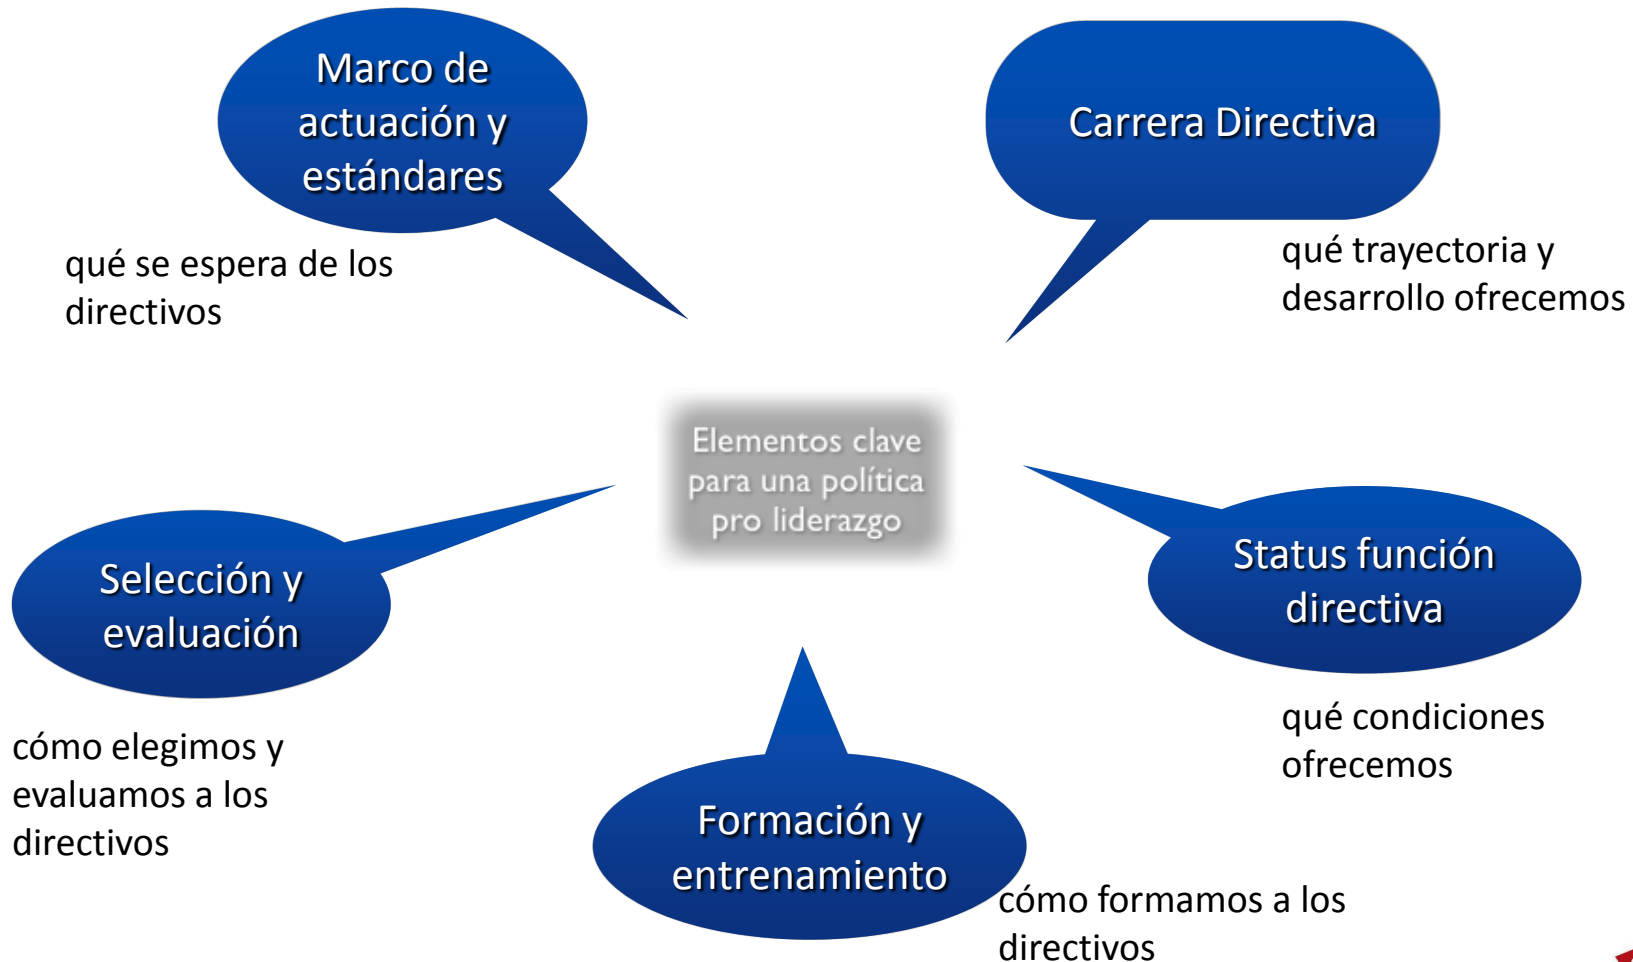 Marco de
actuación y
estándares
qué se espera de los
directivos
Carrera Directiva
qué trayectoria y
desarrollo ofrecemos
Elementos clave
para una política
pro liderazgo
Selección y
evaluación
cómo elegimos y
evaluamos a los
directivos
Status función
directiva
qué condiciones
ofrecemos
Formación y
entrenamiento
cómo formamos a los
directivos